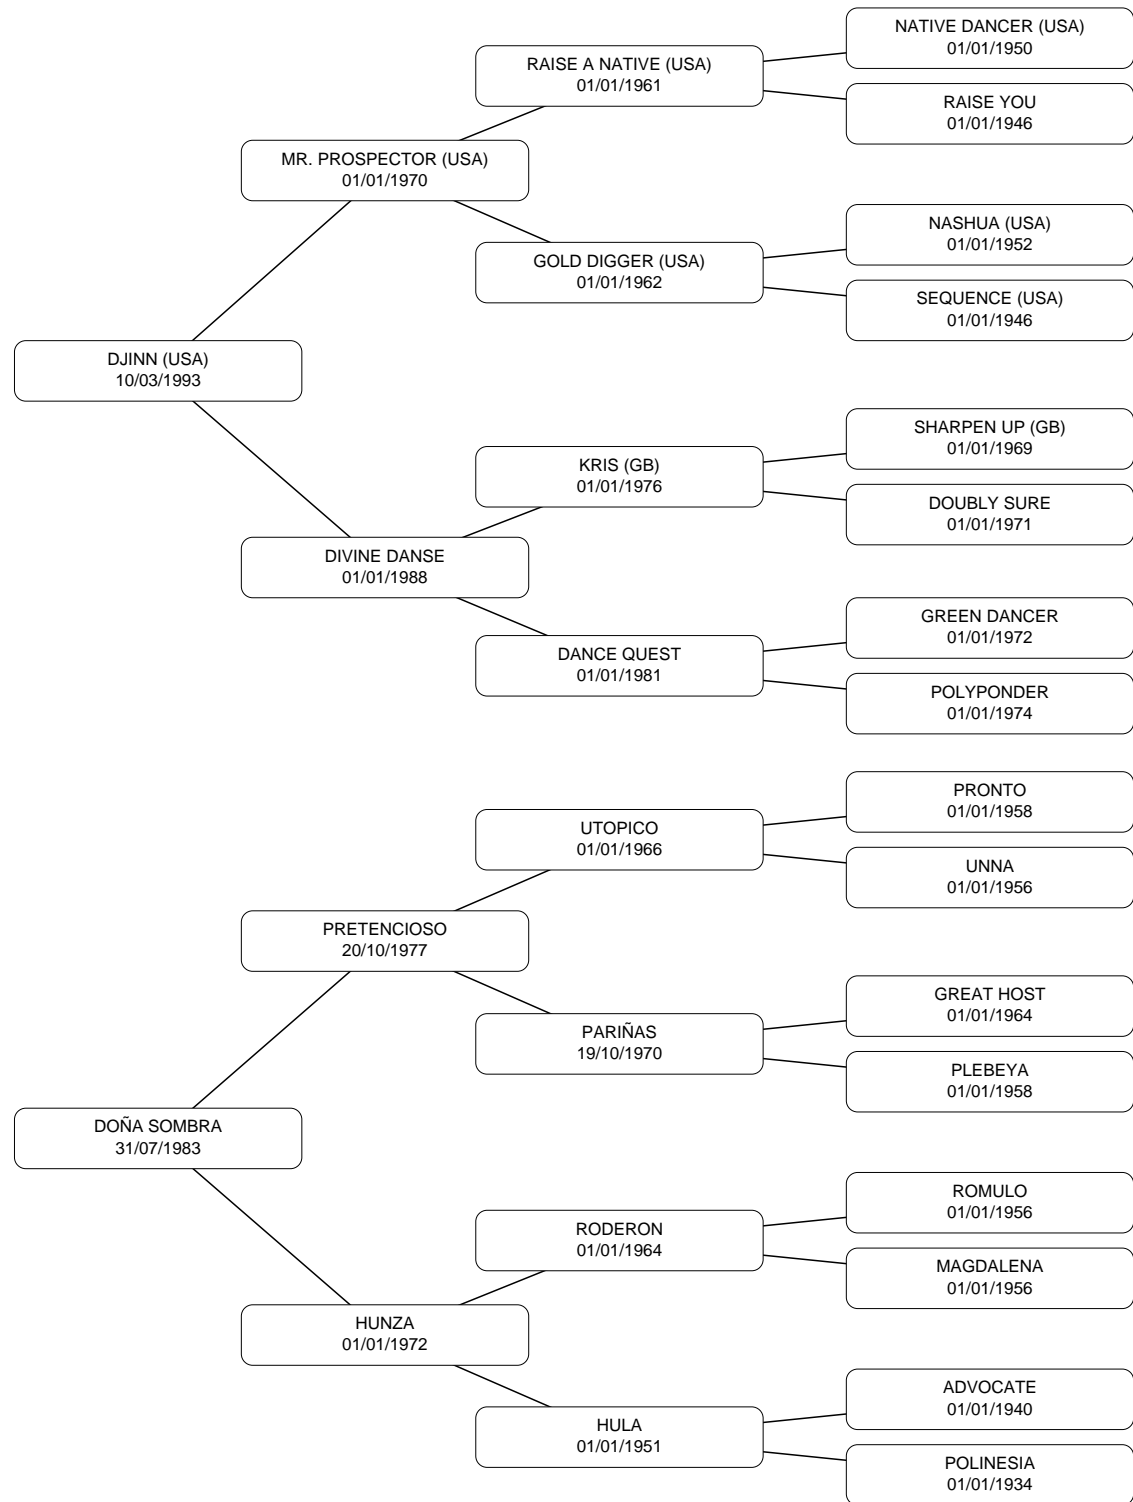 NATIVE DANCER (USA)
01/01/1950
RAISE A NATIVE (USA)
01/01/1961
RAISE YOU
01/01/1946
MR. PROSPECTOR (USA)
01/01/1970
NASHUA (USA)
01/01/1952
GOLD DIGGER (USA)
01/01/1962
SEQUENCE (USA)
01/01/1946
DJINN (USA)
10/03/1993
SHARPEN UP (GB)
01/01/1969
KRIS (GB)
01/01/1976
DOUBLY SURE
01/01/1971
DIVINE DANSE
01/01/1988
GREEN DANCER
01/01/1972
DANCE QUEST
01/01/1981
POLYPONDER
01/01/1974
PRONTO
01/01/1958
UTOPICO
01/01/1966
UNNA
01/01/1956
PRETENCIOSO
20/10/1977
GREAT HOST
01/01/1964
PARIÑAS
19/10/1970
PLEBEYA
01/01/1958
DOÑA SOMBRA
31/07/1983
ROMULO
01/01/1956
RODERON
01/01/1964
MAGDALENA
01/01/1956
HUNZA
01/01/1972
ADVOCATE
01/01/1940
HULA
01/01/1951
POLINESIA
01/01/1934